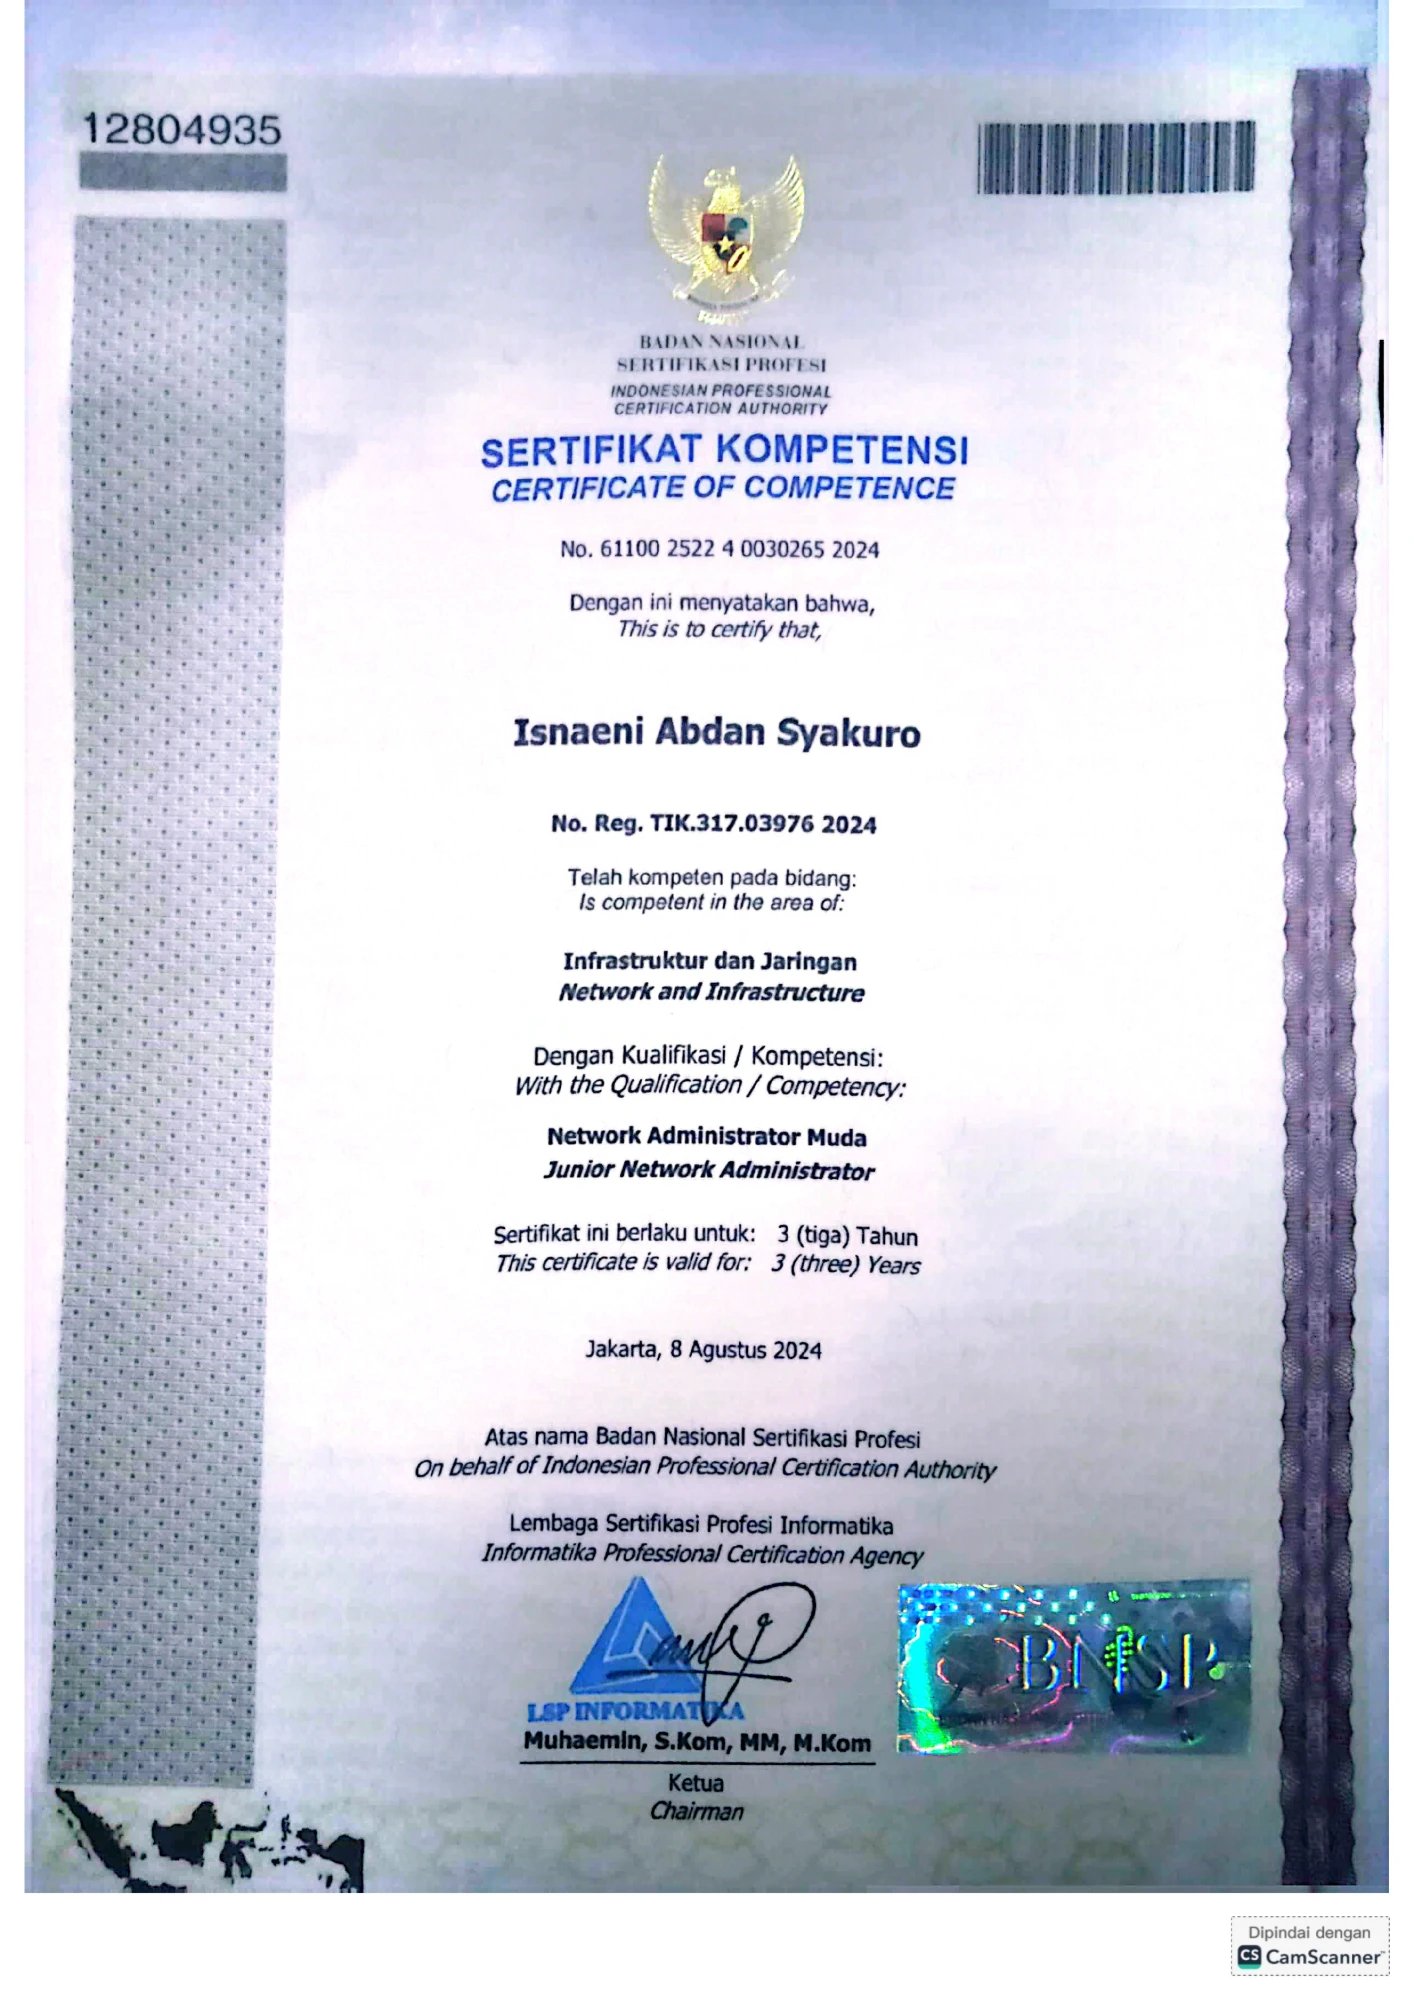 12804935
BADAN NASIONAL
SERTIFIKASI PROFESI
INDONESIAN PROFESSIONAL
CERTIFICATION AUTHORITY
SERTIFIKAT KOMPETENSI
CERTIFICATE OF COMPETENCE
No. 61100 2522 4 0030265 2024
Dengan ini menyatakan bahwa,
This is to certify that,
Isnaeni Abdan Syakuro
No. Reg. TIK.317.03976 2024
Telah kompeten pada bidang:
Is competent in the area of:
Infrastruktur dan Jaringan
Network and Infrastructure
Dengan Kualifikasi / Kompetensi:
With the Qualification / Competency:
Network Administrator Muda
Junior Network Administrator
Sertifikat ini berlaku untuk: 3 (tiga) Tahun
This certificate is valid for: 3 (three) Years
Jakarta, 8 Agustus 2024
Atas nama Badan Nasional Sertifikasi Profesi
On behalf of Indonesian Professional Certification Authority
Lembaga Sertifikasi Profesi Informatika
Informatika Professional Certification Agency
LSP INFORMATIKA
BNSP
Muhaemin, S.Kom, MM, M.Kom
Ketua
Chairman
Dipindai dengan
CS CamScanner